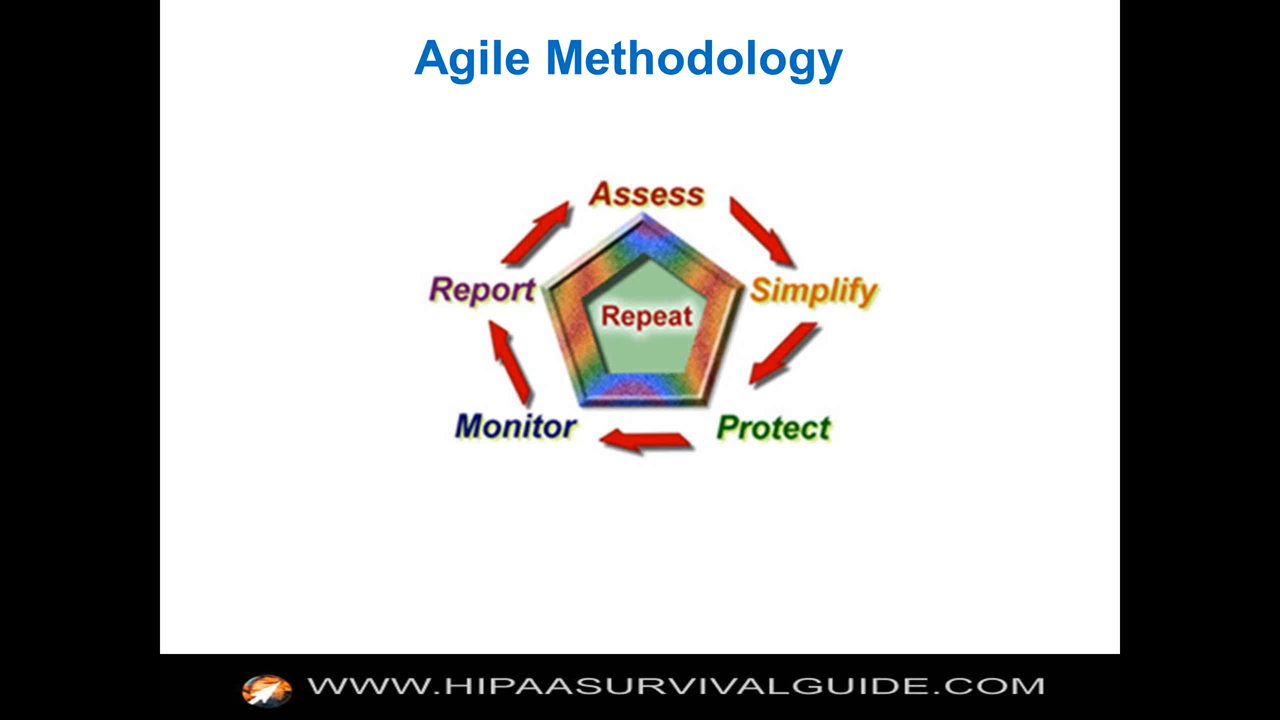 Agile Methodology
Assess
Report
Simplify
Repeat
Monitor
Protect
WWW.HIPAASURVIVALGUIDE.COM